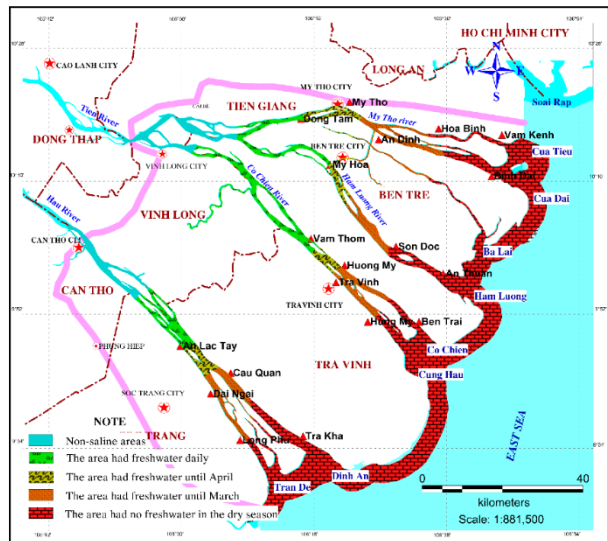 106°00
106°54
HO CHI MINH CITY
LONG AN
CAO LANH CITY
N
W
E
S
MY THO CITY
TIEN GIANG
My Tho
Soai Rap
Tien River
My Tho river
Hoa Binh
Vam Kenh
DONG THAP
Dong Tam
An Dinh
BEN TRE CITY
Cua Tieu
VINH LONG CITY
My Hoa
Co Chien River
Ham Luong River
BEN TRE
Cua Dai
Hau River
VINH LONG
CAN THO CITY
Vam Thom
Son Doc
Ba Lai
Huong My
An Thuan
CAN THO
Tra Vinh
TRAVINH CITY
Ham Luong
Hung My
Ben Trai
PHUNG HIEP
An Lac Tay
Co Chien
TRA VINH
Cung Hau
Cau Quan
SOC TRANG CITY
Dai Ngai
NOTE
TRANG
Long Phu
Tra Kha
EAST SEA
Non-saline areas
The area had freshwater daily
The area had freshwater until April
The area had freshwater until March
The area had no freshwater in the dry season
Dinh An
Tran De
0
40
kilometers
Scale: 1:881,500